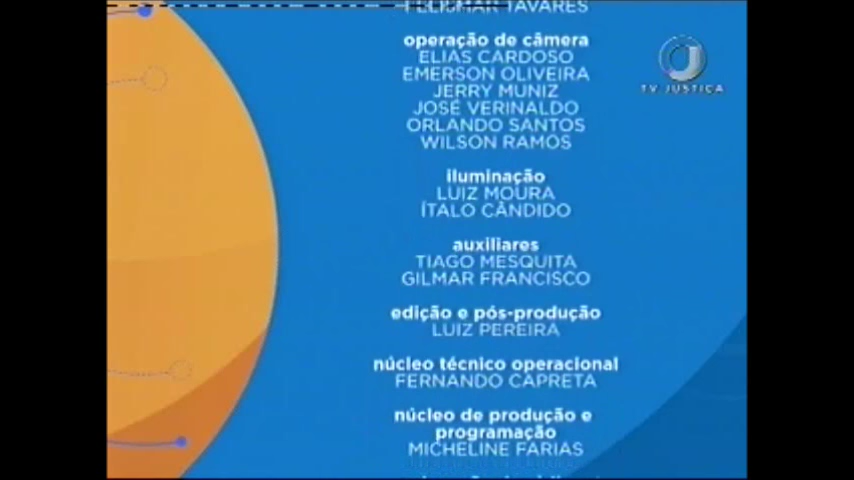 FELISMAR TAVARES
operação de câmera
ELIAS CARDOSO
EMERSON OLIVEIRA
JERRY MUNIZ
JOSÉ VERINALDO
ORLANDO SANTOS
WILSON RAMOS
TV JUSTIÇA
iluminação
LUIZ MOURA
ÍTALO CÂNDIDO
auxiliares
TIAGO MESQUITA
GILMAR FRANCISCO
edição e pós-produção
LUIZ PEREIRA
núcleo técnico operacional
FERNANDO CAPRETA
núcleo de produção e
programação
MICHELINE FARIAS